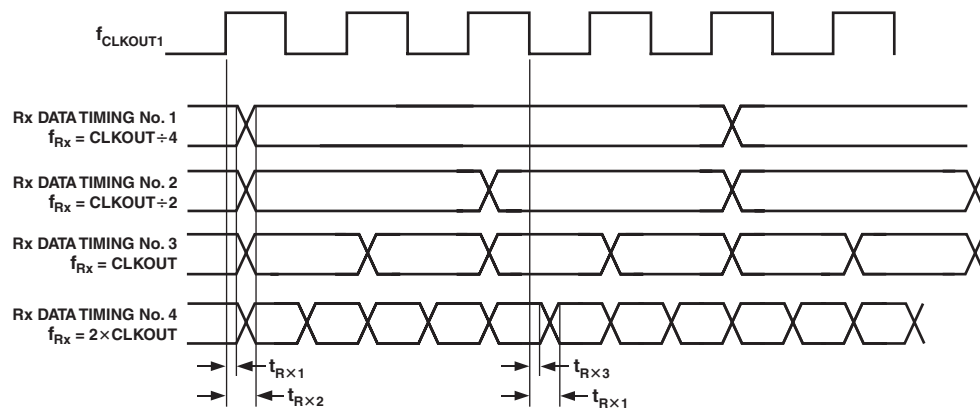 fCLKOUT1
Rx DATA TIMING No. 1
fRx = CLKOUT÷4
Rx DATA TIMING No. 2
fRx = CLKOUT÷2
Rx DATA TIMING No. 3
fRx = CLKOUT
Rx DATA TIMING No. 4
fRx = 2×CLKOUT
tR×1
tR×3
tR×2
tR×1